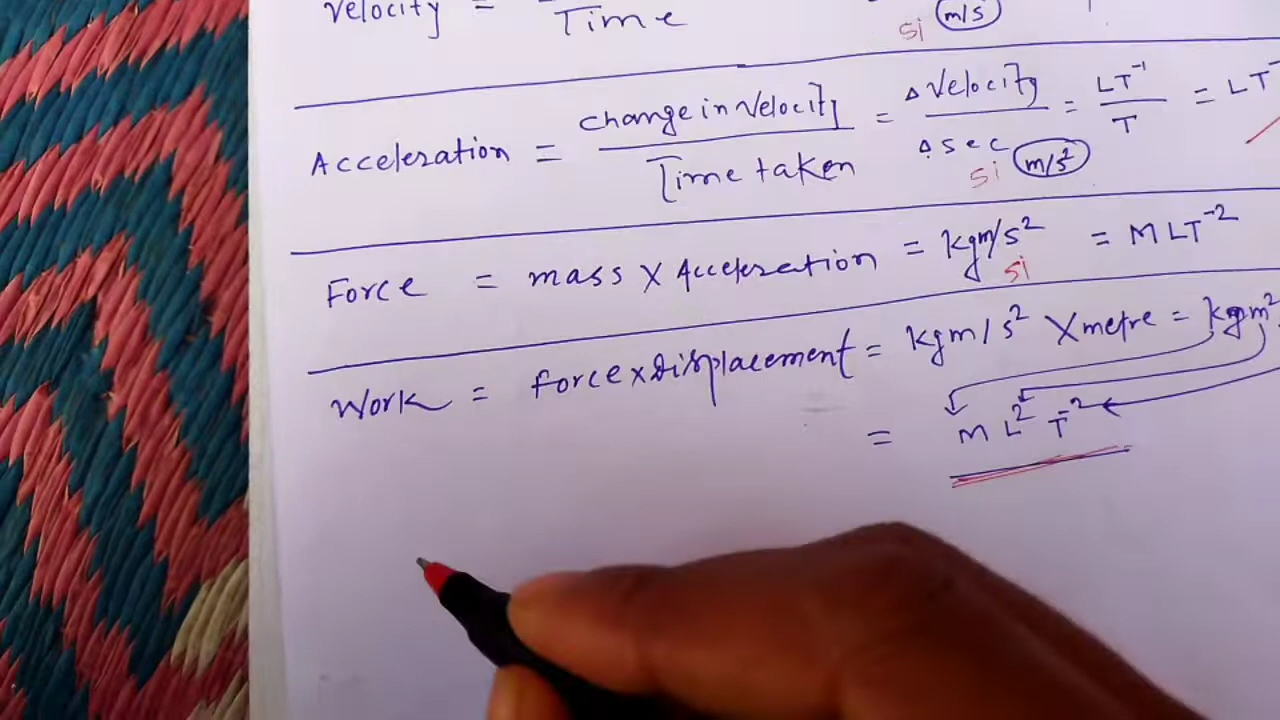 Velocity = Time
si m/s
Acceleration = change in velocity / Time taken = Δ velocity / Δ sec = LT⁻¹ / T = LT⁻
si m/s²
Force = mass X Acceleration = kgm/s² = MLT⁻²
si
Work = force x Displacement = kgm/s² X metre = kgm²
= M L² T⁻²